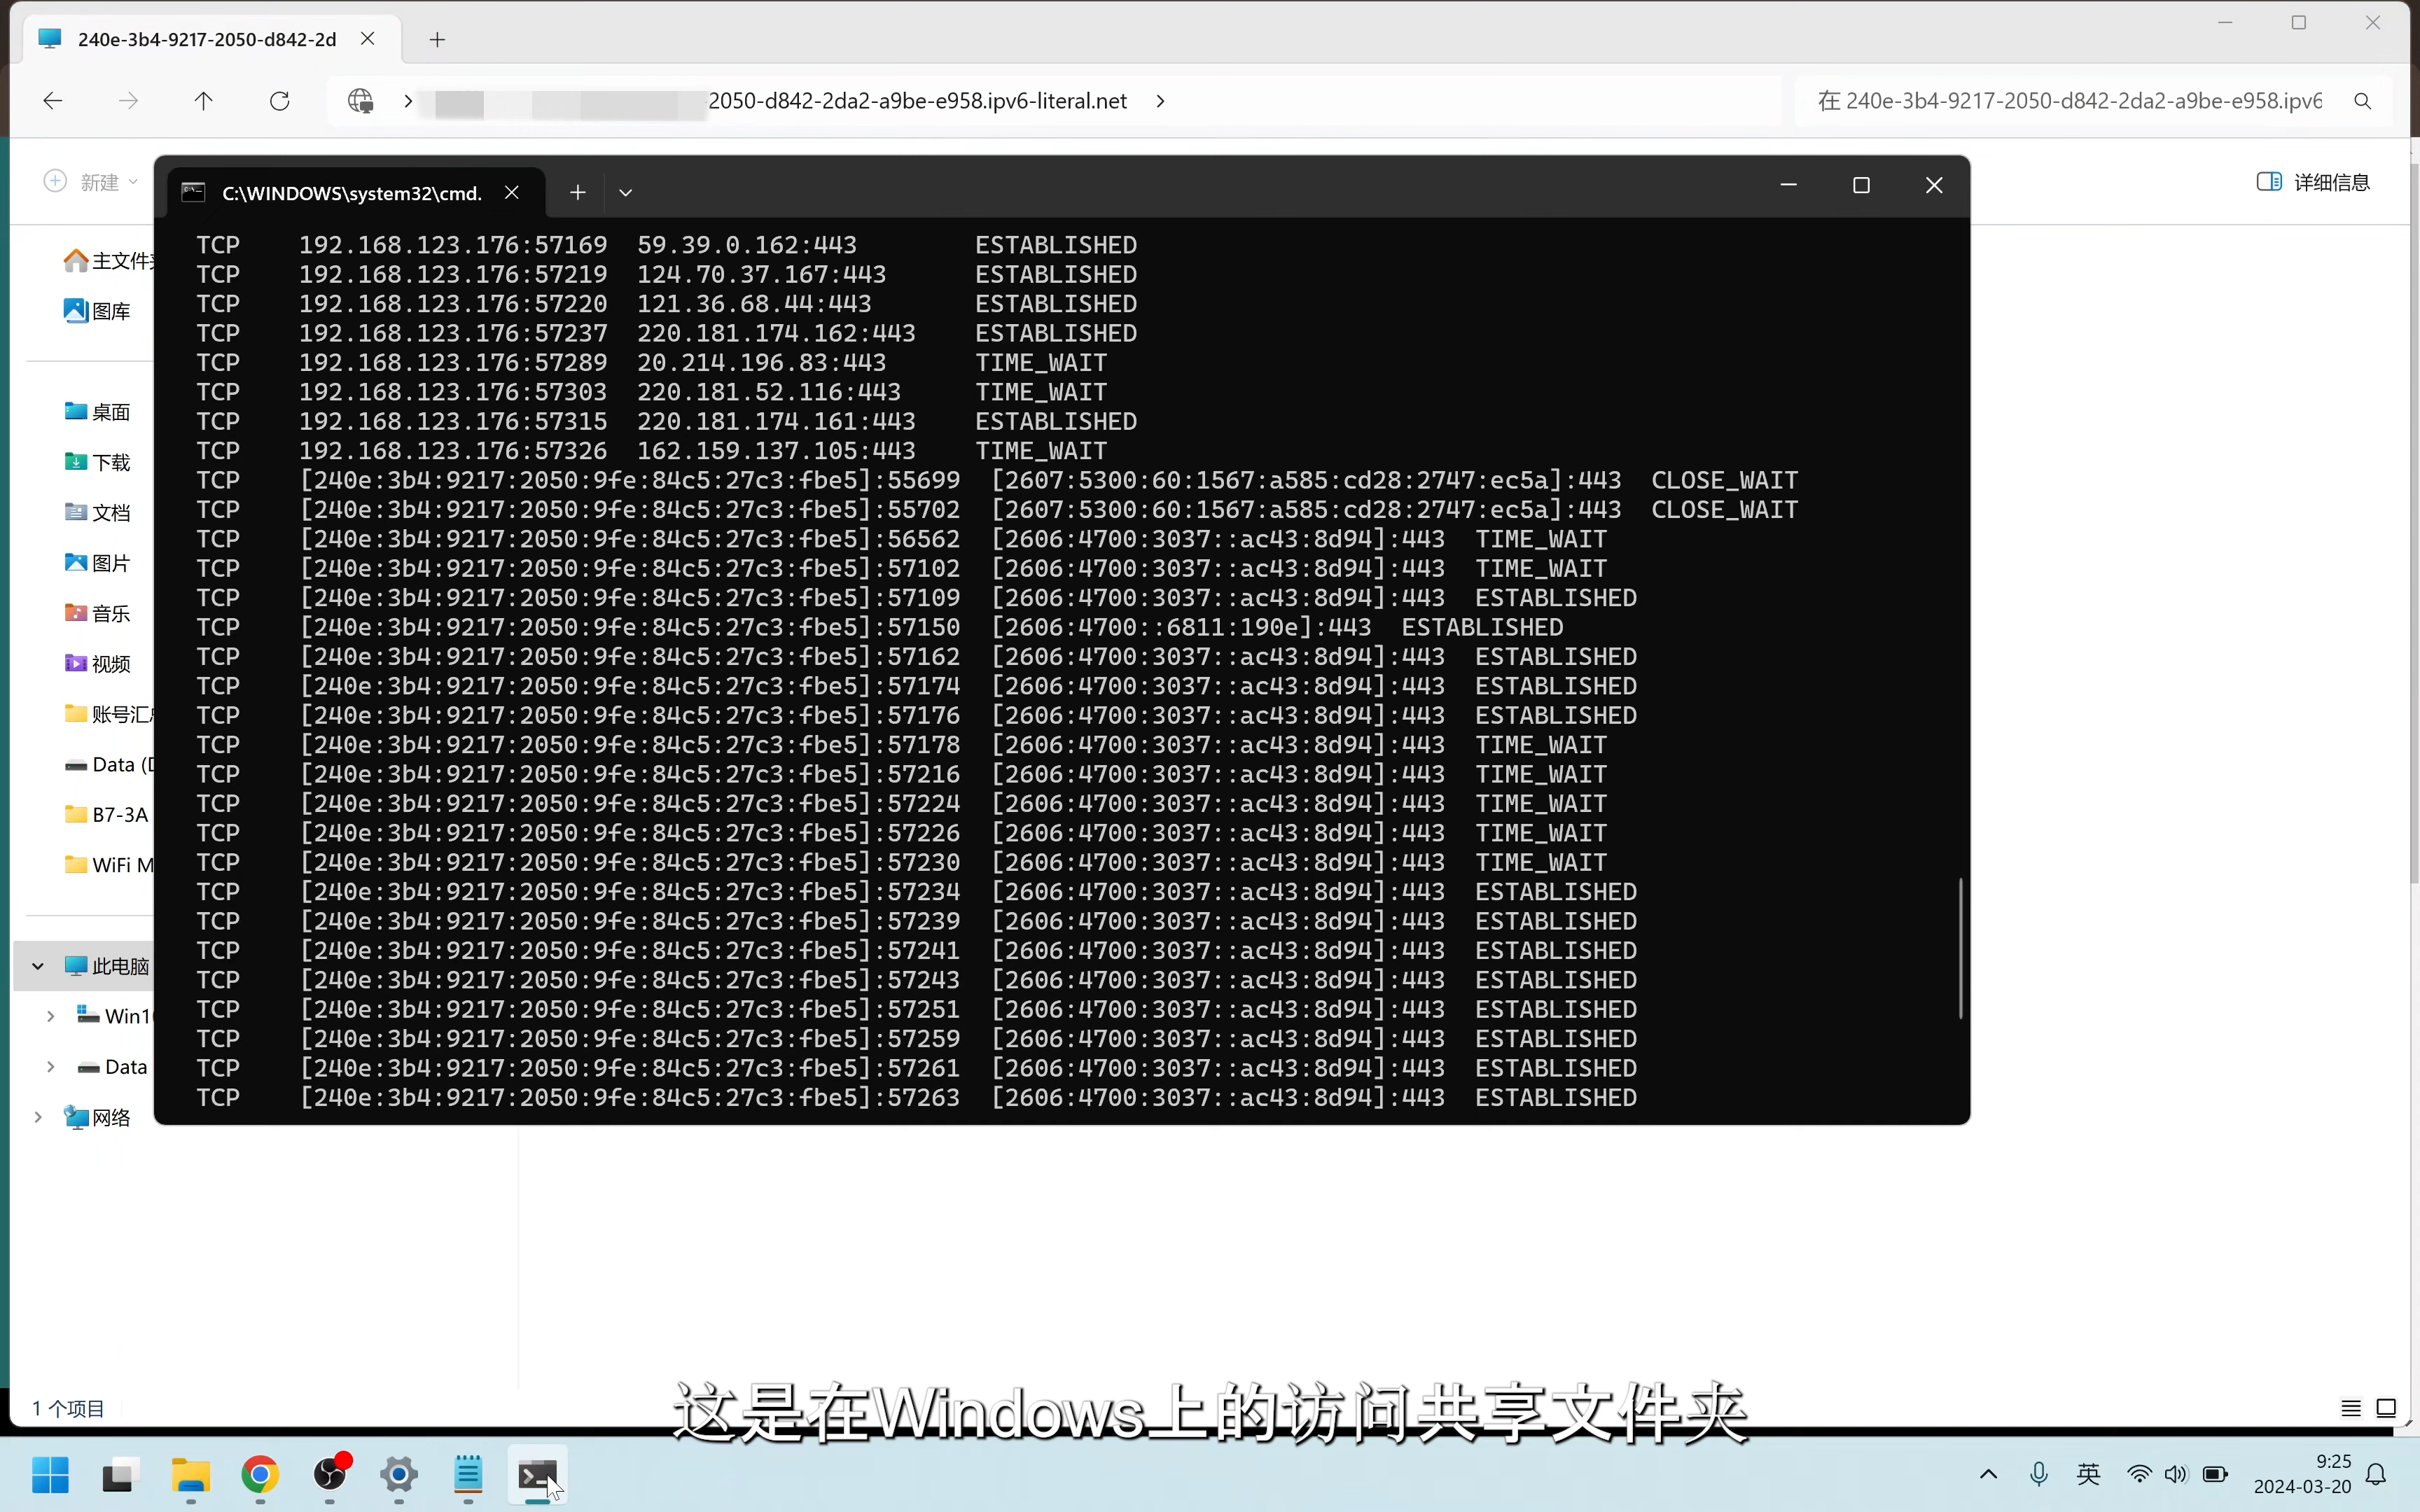 240e-3b4-9217-2050-d842-2d
2050-d842-2da2-a9be-e958.ipv6-literal.net
在 240e-3b4-9217-2050-d842-2da2-a9be-e958.ipv6
新建
C:\WINDOWS\system32\cmd.
详细信息
TCP 192.168.123.176:57169 59.39.0.162:443 ESTABLISHED
TCP 192.168.123.176:57219 124.70.37.167:443 ESTABLISHED
TCP 192.168.123.176:57220 121.36.68.44:443 ESTABLISHED
TCP 192.168.123.176:57237 220.181.174.162:443 ESTABLISHED
TCP 192.168.123.176:57289 20.214.196.83:443 TIME_WAIT
TCP 192.168.123.176:57303 220.181.52.116:443 TIME_WAIT
TCP 192.168.123.176:57315 220.181.174.161:443 ESTABLISHED
TCP 192.168.123.176:57326 162.159.137.105:443 TIME_WAIT
TCP [240e:3b4:9217:2050:9fe:84c5:27c3:fbe5]:55699 [2607:5300:60:1567:a585:cd28:2747:ec5a]:443 CLOSE_WAIT
TCP [240e:3b4:9217:2050:9fe:84c5:27c3:fbe5]:55702 [2607:5300:60:1567:a585:cd28:2747:ec5a]:443 CLOSE_WAIT
TCP [240e:3b4:9217:2050:9fe:84c5:27c3:fbe5]:56562 [2606:4700:3037::ac43:8d94]:443 TIME_WAIT
TCP [240e:3b4:9217:2050:9fe:84c5:27c3:fbe5]:57102 [2606:4700:3037::ac43:8d94]:443 TIME_WAIT
TCP [240e:3b4:9217:2050:9fe:84c5:27c3:fbe5]:57109 [2606:4700:3037::ac43:8d94]:443 ESTABLISHED
TCP [240e:3b4:9217:2050:9fe:84c5:27c3:fbe5]:57150 [2606:4700::6811:190e]:443 ESTABLISHED
TCP [240e:3b4:9217:2050:9fe:84c5:27c3:fbe5]:57162 [2606:4700:3037::ac43:8d94]:443 ESTABLISHED
TCP [240e:3b4:9217:2050:9fe:84c5:27c3:fbe5]:57174 [2606:4700:3037::ac43:8d94]:443 ESTABLISHED
TCP [240e:3b4:9217:2050:9fe:84c5:27c3:fbe5]:57176 [2606:4700:3037::ac43:8d94]:443 ESTABLISHED
TCP [240e:3b4:9217:2050:9fe:84c5:27c3:fbe5]:57178 [2606:4700:3037::ac43:8d94]:443 TIME_WAIT
TCP [240e:3b4:9217:2050:9fe:84c5:27c3:fbe5]:57216 [2606:4700:3037::ac43:8d94]:443 TIME_WAIT
TCP [240e:3b4:9217:2050:9fe:84c5:27c3:fbe5]:57224 [2606:4700:3037::ac43:8d94]:443 TIME_WAIT
TCP [240e:3b4:9217:2050:9fe:84c5:27c3:fbe5]:57226 [2606:4700:3037::ac43:8d94]:443 TIME_WAIT
TCP [240e:3b4:9217:2050:9fe:84c5:27c3:fbe5]:57230 [2606:4700:3037::ac43:8d94]:443 TIME_WAIT
TCP [240e:3b4:9217:2050:9fe:84c5:27c3:fbe5]:57234 [2606:4700:3037::ac43:8d94]:443 ESTABLISHED
TCP [240e:3b4:9217:2050:9fe:84c5:27c3:fbe5]:57239 [2606:4700:3037::ac43:8d94]:443 ESTABLISHED
TCP [240e:3b4:9217:2050:9fe:84c5:27c3:fbe5]:57241 [2606:4700:3037::ac43:8d94]:443 ESTABLISHED
TCP [240e:3b4:9217:2050:9fe:84c5:27c3:fbe5]:57243 [2606:4700:3037::ac43:8d94]:443 ESTABLISHED
TCP [240e:3b4:9217:2050:9fe:84c5:27c3:fbe5]:57251 [2606:4700:3037::ac43:8d94]:443 ESTABLISHED
TCP [240e:3b4:9217:2050:9fe:84c5:27c3:fbe5]:57259 [2606:4700:3037::ac43:8d94]:443 ESTABLISHED
TCP [240e:3b4:9217:2050:9fe:84c5:27c3:fbe5]:57261 [2606:4700:3037::ac43:8d94]:443 ESTABLISHED
TCP [240e:3b4:9217:2050:9fe:84c5:27c3:fbe5]:57263 [2606:4700:3037::ac43:8d94]:443 ESTABLISHED
主文件
图库
桌面
下载
文档
图片
音乐
视频
账号汇
Data (
B7-3A
WiFi M
此电脑
Win1
Data
网络
1 个项目
这是在Windows上的访问共享文件夹
英
9:25
2024-03-20